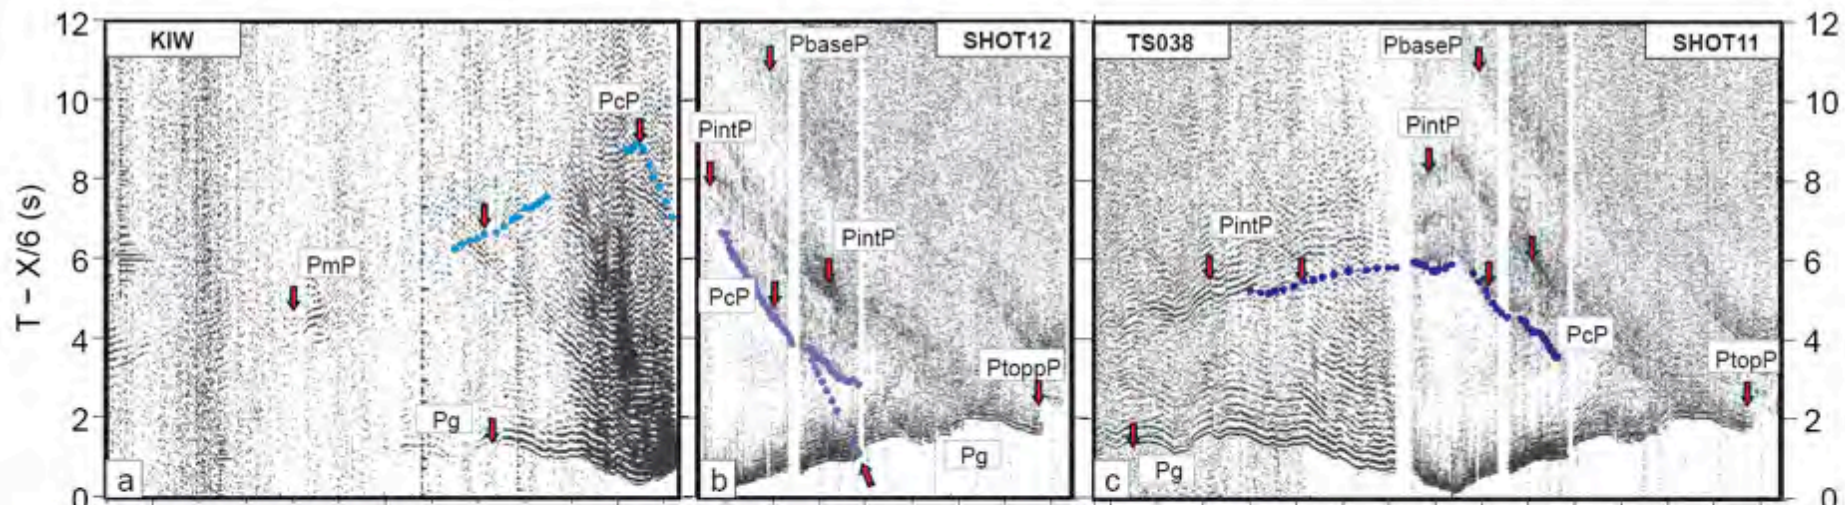 T – X/6 (s)
12
10
8
6
4
2
0
KIW
PcP
PmP
Pg
a
SHOT12
PbaseP
PintP
PintP
PcP
PtoppP
Pg
b
TS038
SHOT11
PbaseP
PintP
PintP
PcP
PtopP
Pg
c
12
10
8
6
4
2
0